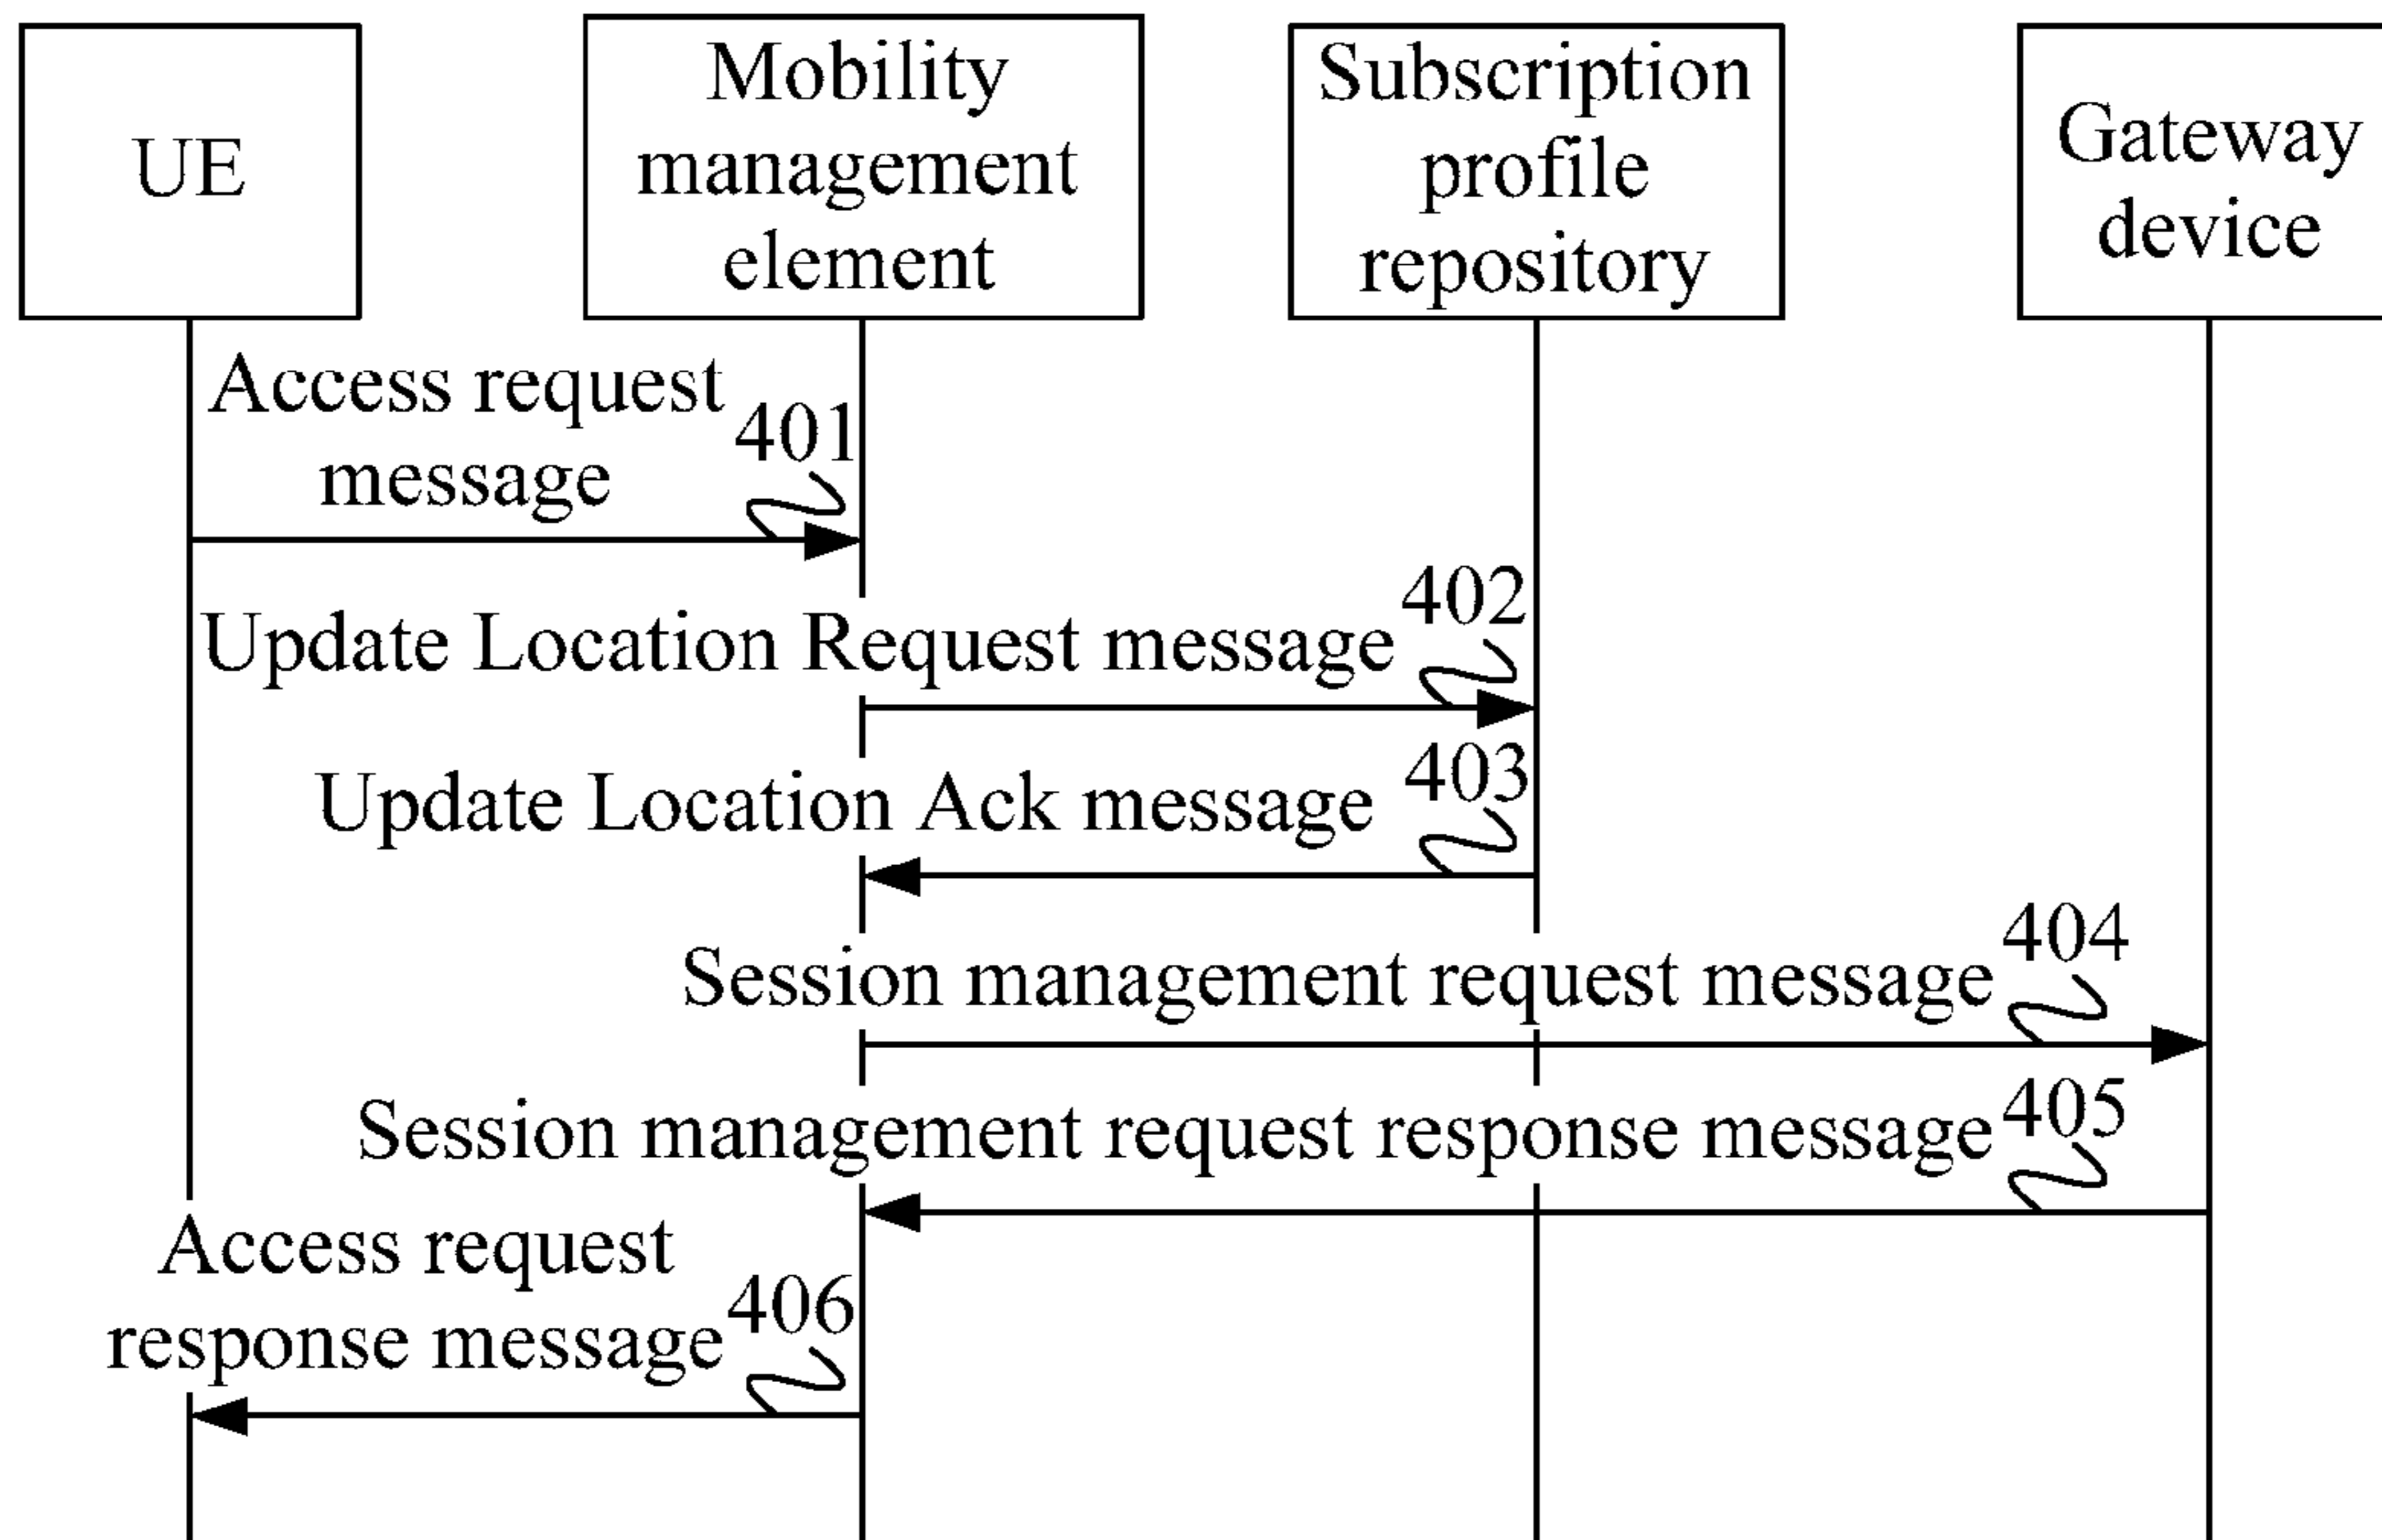 UE
Mobility
management
element
Subscription
profile
repository
Gateway
device
Access request
message
401
402
Update Location Request message
403
Update Location Ack message
404
Session management request message
405
Session management request response message
Access request
response message
406